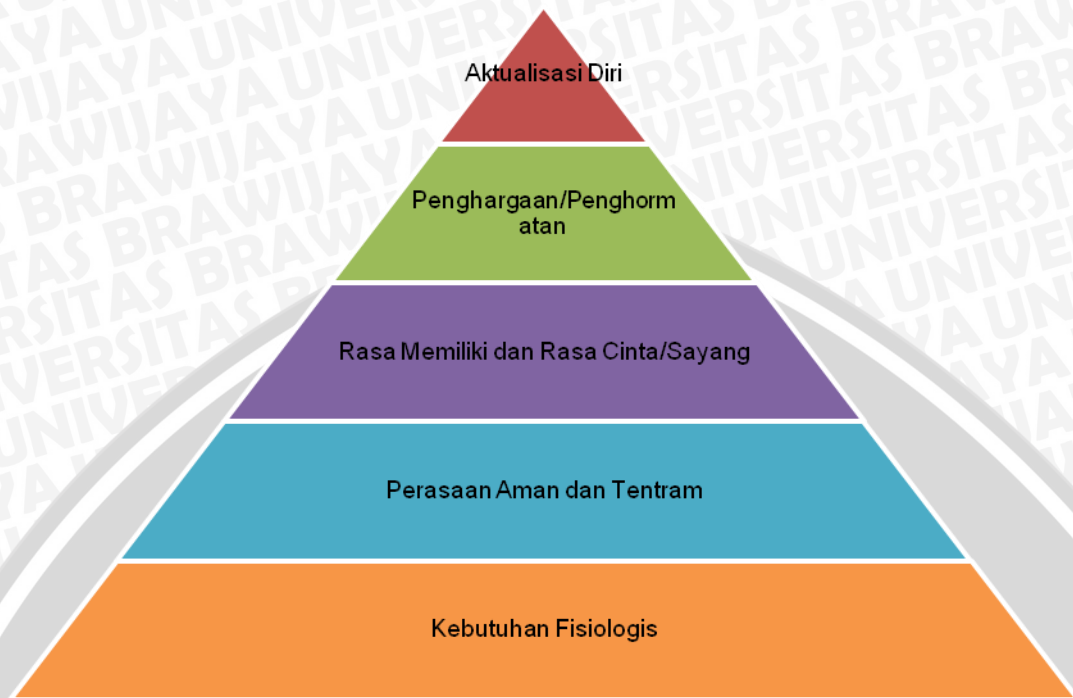 Aktualisasi Diri
Penghargaan/Penghorm
atan
Rasa Memiliki dan Rasa Cinta/Sayang
Perasaan Aman dan Tentram
Kebutuhan Fisiologis